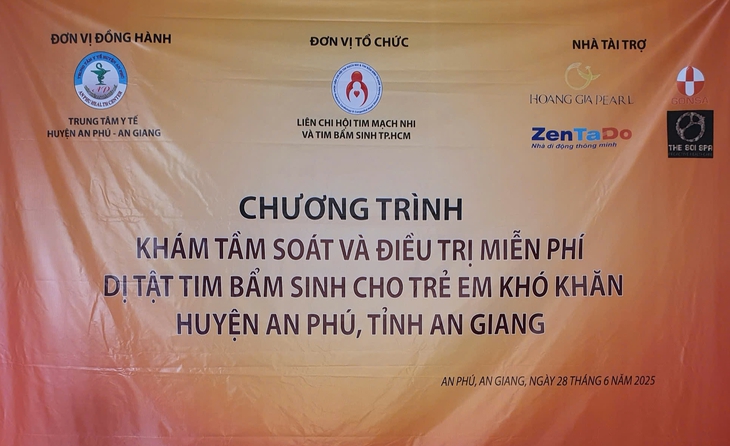 ĐƠN VỊ ĐỒNG HÀNH
TRUNG TÂM Y TẾ
HUYỆN AN PHÚ - AN GIANG
ĐƠN VỊ TỔ CHỨC
LIÊN CHI HỘI TIM MẠCH NHI
VÀ TIM BẨM SINH TP.HCM
NHÀ TÀI TRỢ
HOANG GIA PEARL
ZenTaDo
Nhà di động thông minh
THE BOI SPA
CHƯƠNG TRÌNH
KHÁM TẦM SOÁT VÀ ĐIỀU TRỊ MIỄN PHÍ
DỊ TẬT TIM BẨM SINH CHO TRẺ EM KHÓ KHĂN
HUYỆN AN PHÚ, TỈNH AN GIANG
AN PHÚ, AN GIANG, NGÀY 28 THÁNG 6 NĂM 2025